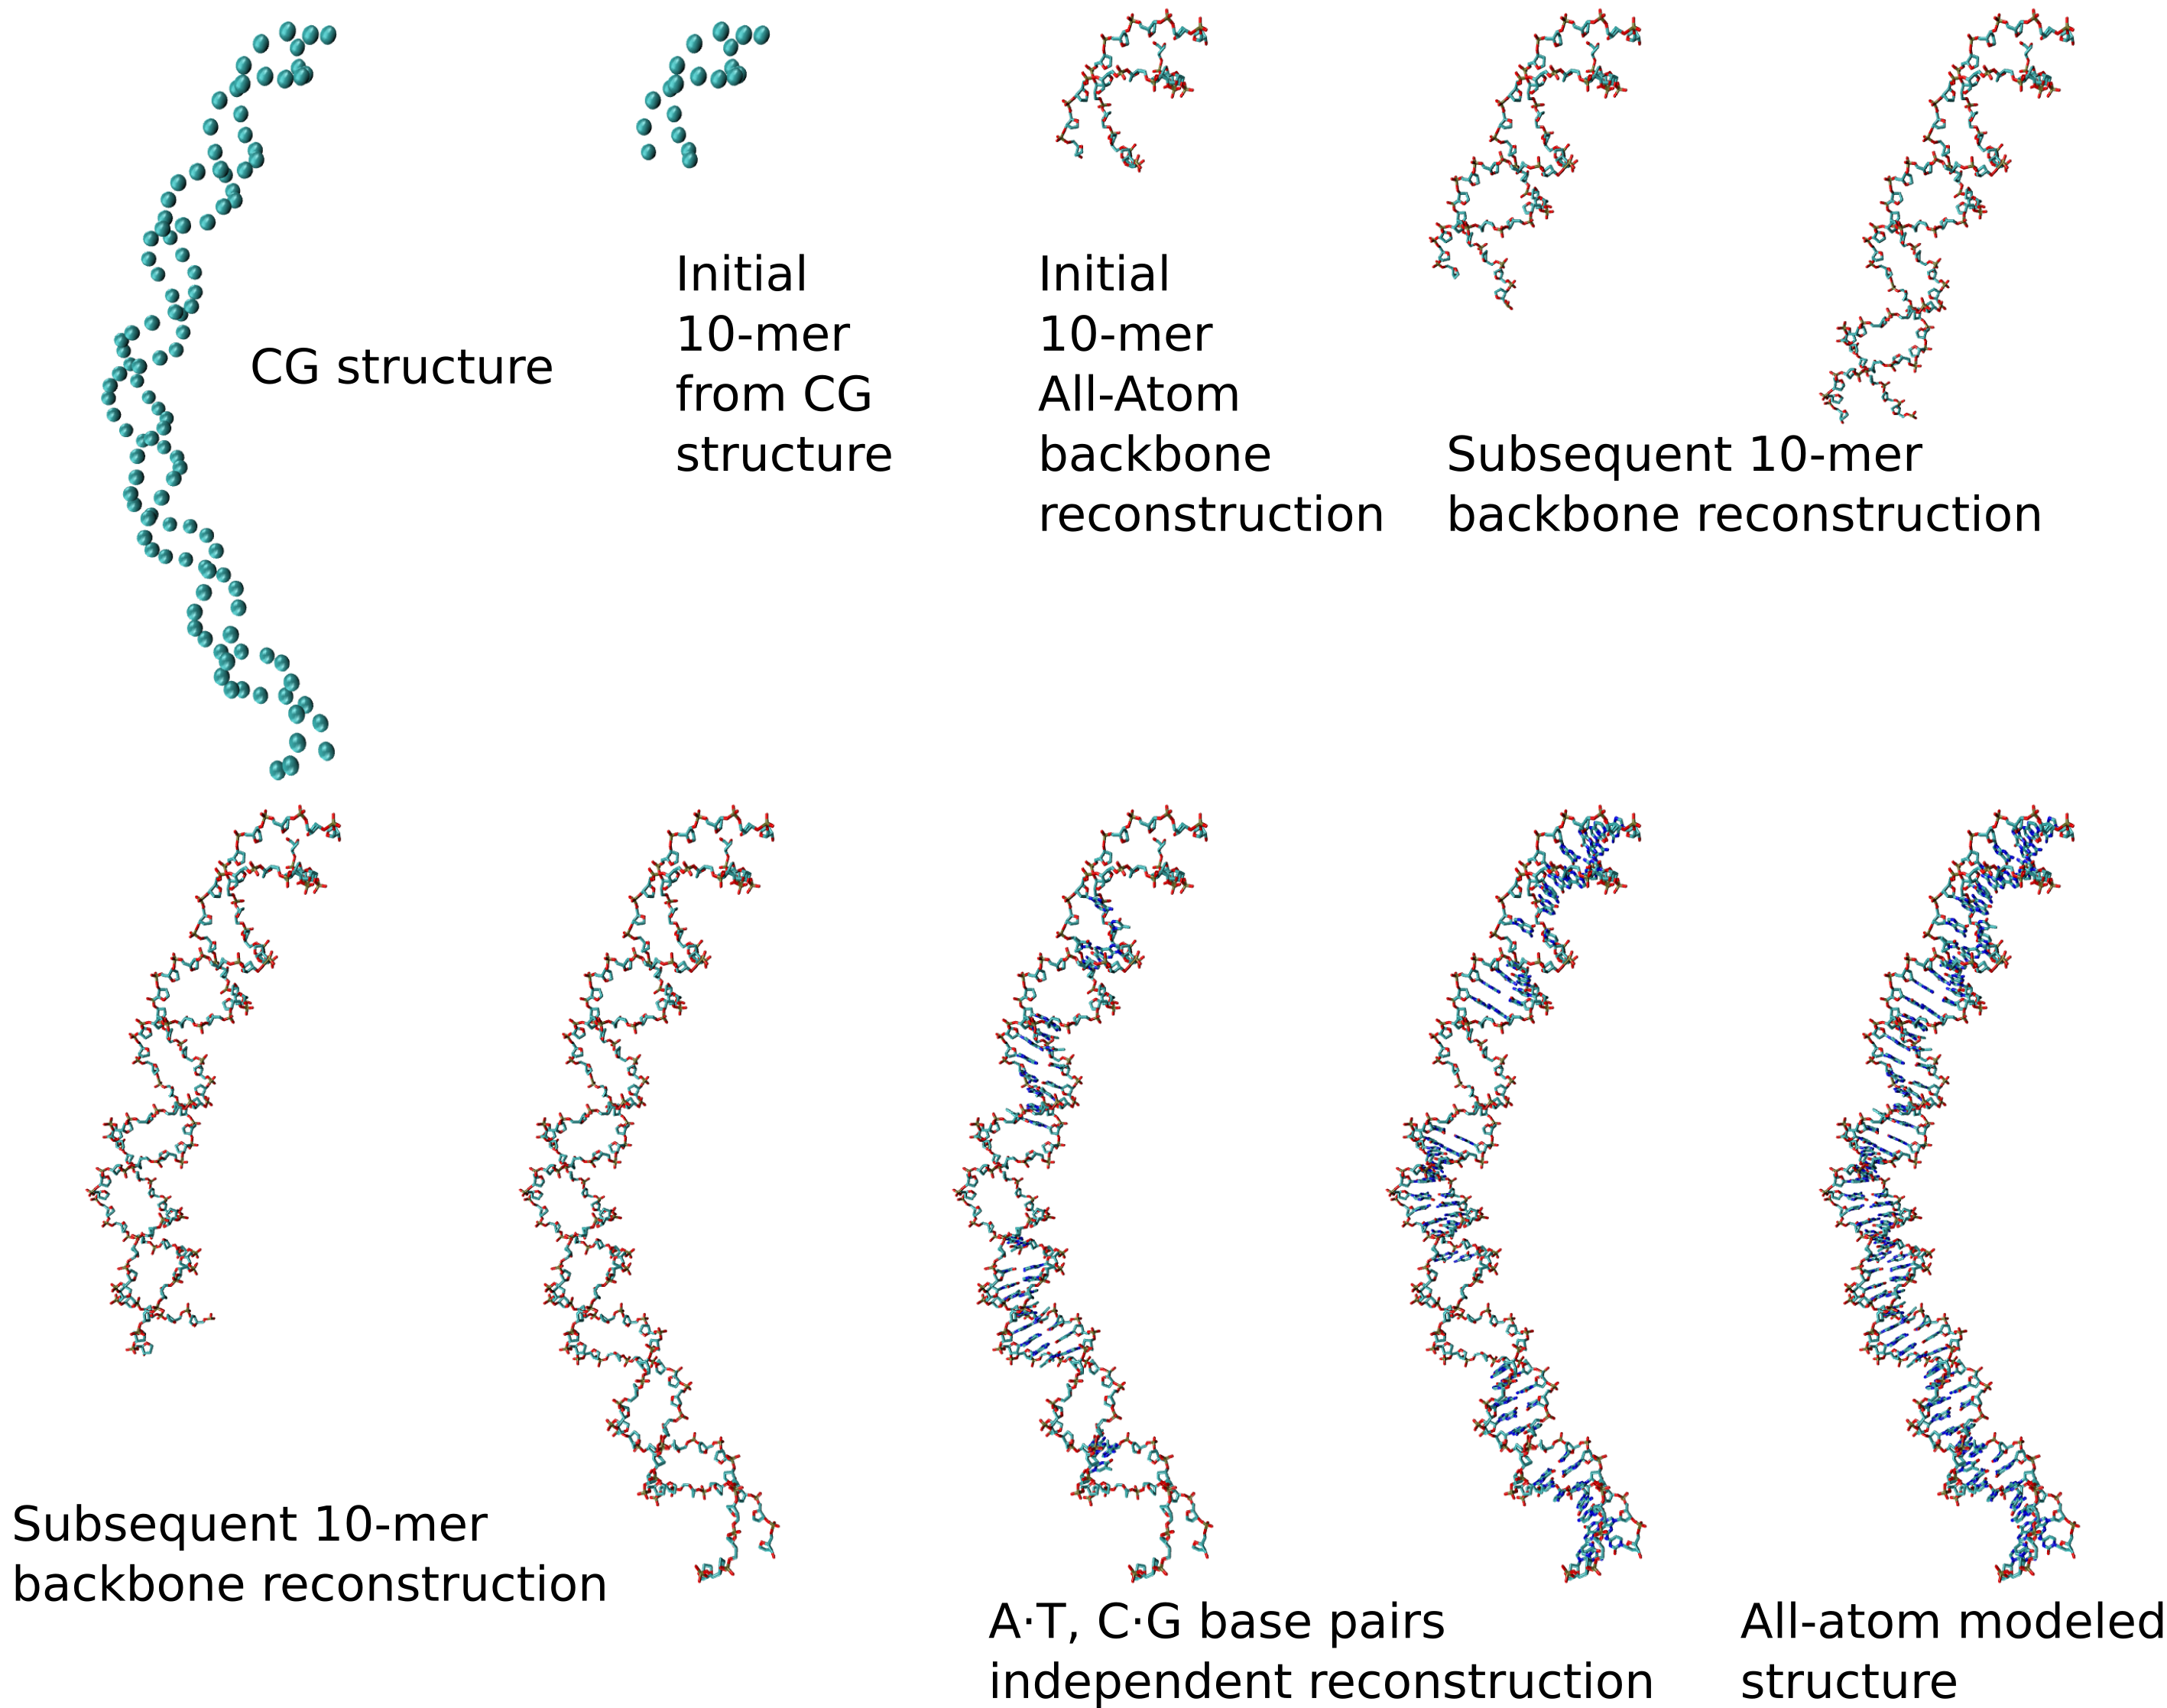 CG structure
Initial
10-mer
from CG
structure
Initial
10-mer
All-Atom
backbone
reconstruction
Subsequent 10-mer
backbone reconstruction
Subsequent 10-mer
backbone reconstruction
A·T, C·G base pairs
independent reconstruction
All-atom modeled
structure